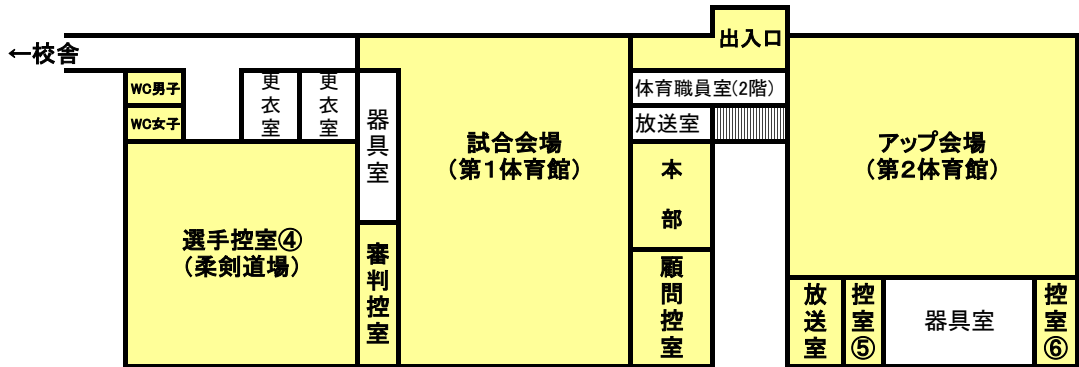 ←校舎
出入口
WC男子
WC女子
更衣室
更衣室
器具室
試合会場
(第1体育館)
体育職員室(2階)
放送室
本部
顧問控室
アップ会場
(第2体育館)
選手控室④
(柔剣道場)
審判控室
放送室
控室⑤
器具室
控室⑥